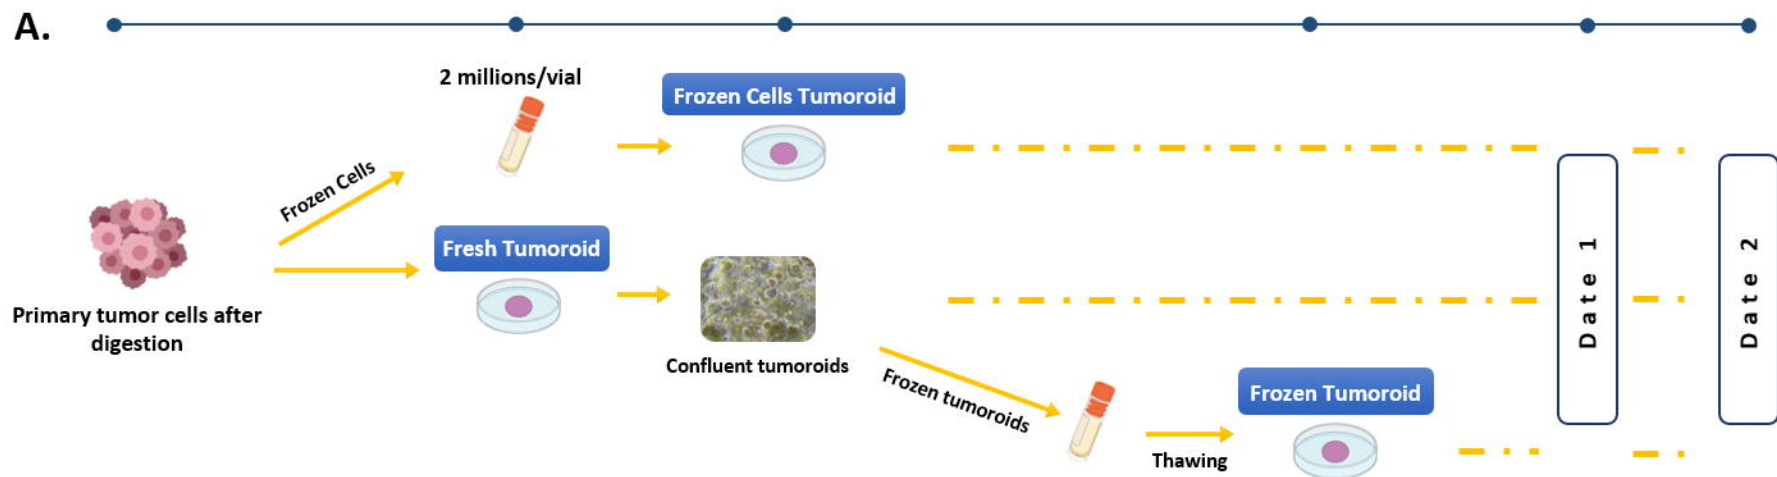 A.
2 millions/vial
Frozen Cells Tumoroid
Frozen Cells
Fresh Tumoroid
Primary tumor cells after
digestion
Confluent tumoroids
Frozen tumoroids
Thawing
Frozen Tumoroid
Date 1
Date 2